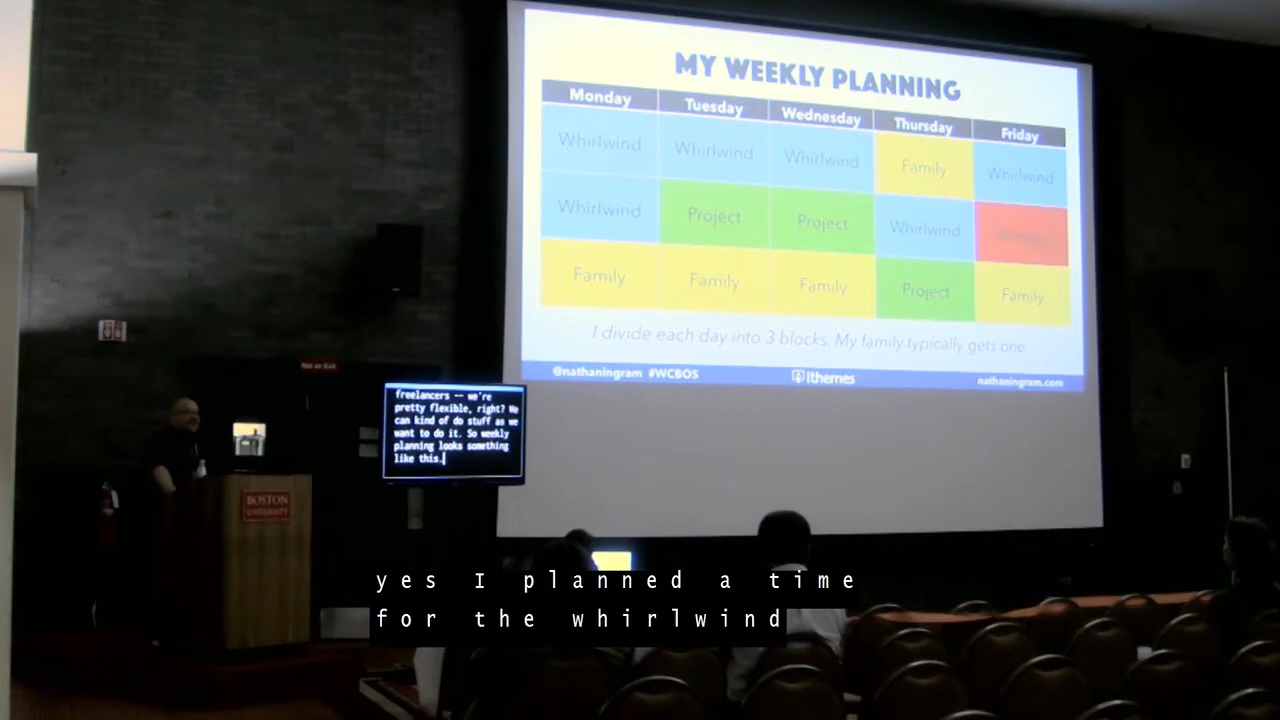 MY WEEKLY PLANNING
Monday Tuesday Wednesday Thursday Friday
Whirlwind Whirlwind Whirlwind Family Whirlwind
Whirlwind Project Project Whirlwind
Family Family Family Project Family
I divide each day into 3 blocks. My family typically gets one
@nathaningram #WCBOS iThemes nathaningram.com
freelancers -- we're
pretty flexible, right? We
can kind of do stuff as we
want to do it. So weekly
planning looks something
like this.
BOSTON
UNIVERSITY
yes I planned a time
for the whirlwind